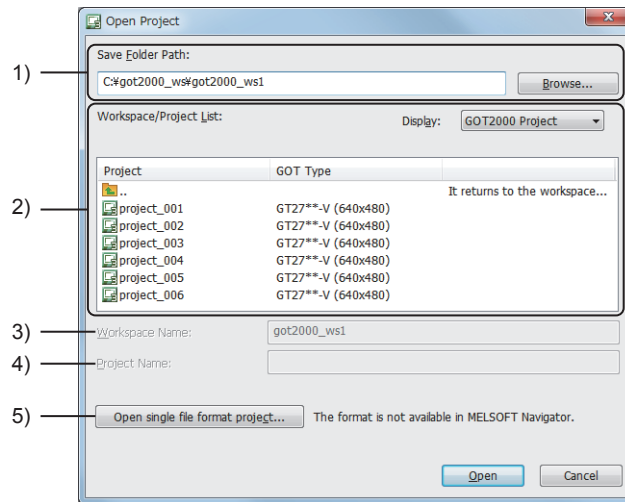 Open Project
1)
Save Folder Path:
C:¥got2000_ws¥got2000_ws1
Browse...
2)
Workspace/Project List:
Display:
GOT2000 Project
Project GOT Type
.. It returns to the workspace...
project_001 GT27**-V (640x480)
project_002 GT27**-V (640x480)
project_003 GT27**-V (640x480)
project_004 GT27**-V (640x480)
project_005 GT27**-V (640x480)
project_006 GT27**-V (640x480)
3) Workspace Name: got2000_ws1
4) Project Name:
5) Open single file format project... The format is not available in MELSOFT Navigator.
Open Cancel